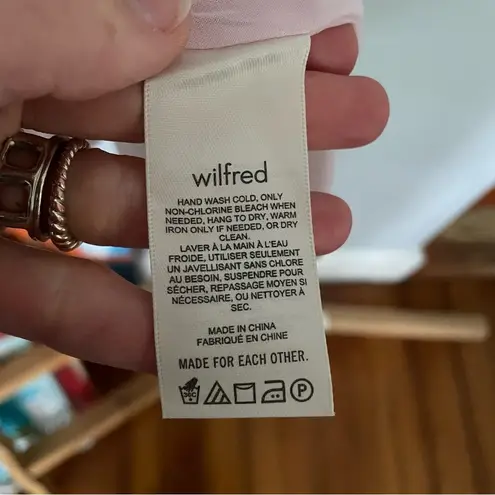 wilfred
HAND WASH COLD, ONLY
NON-CHLORINE BLEACH WHEN
NEEDED, HANG TO DRY, WARM
IRON ONLY IF NEEDED, OR DRY
CLEAN.
LAVER À LA MAIN À L'EAU
FROIDE, UTILISER SEULEMENT
UN JAVELLISANT SANS CHLORE
AU BESOIN, SUSPENDRE POUR
SÉCHER, REPASSAGE MOYEN SI
NÉCESSAIRE, OU NETTOYER À
SEC.
MADE IN CHINA
FABRIQUÉ EN CHINE
MADE FOR EACH OTHER.
30C P